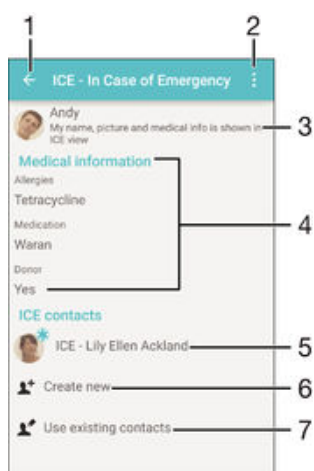 1
2
ICE - In Case of Emergency
Andy
My name, picture and medical info is shown in
ICE view
3
Medical information
Allergies
Tetracycline
Medication
Waran
4
Donor
Yes
ICE contacts
ICE - Lily Ellen Ackland
5
Create new
6
Use existing contacts
7